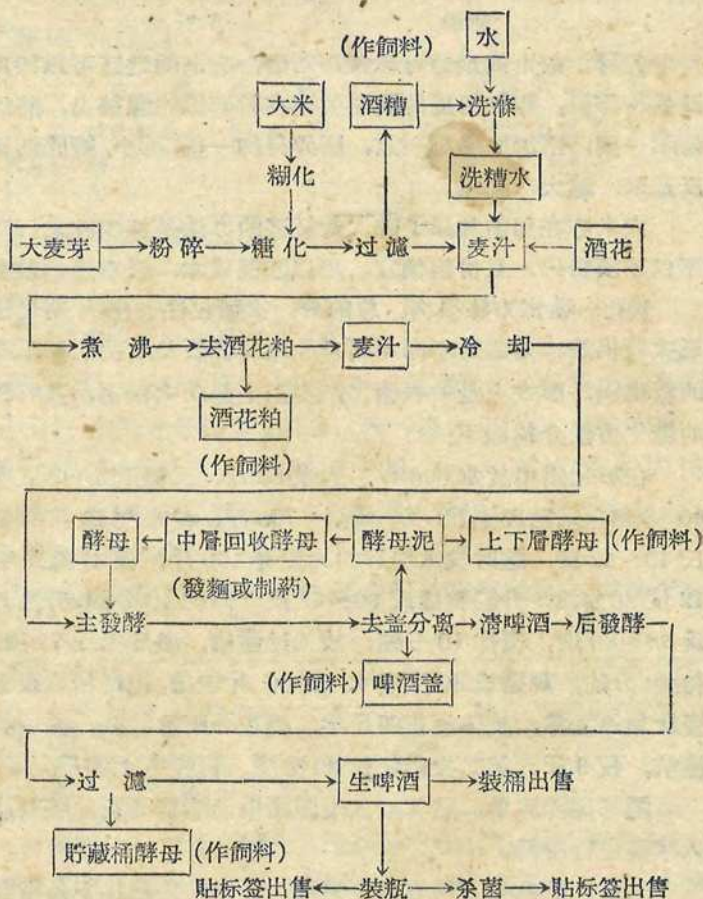 (作飼料) 水
大米 酒糟 洗滌
糊化 洗糟水
大麦芽 粉碎 糖化 过濾 麦汁 酒花
煮沸 去酒花粕 麦汁 冷却
酒花粕
(作飼料)
酵母 中層回收酵母 酵母泥 上下層酵母 (作飼料)
(發麵或制药)
主發酵 去盖分离 清啤酒 后發酵
(作飼料) 啤酒盖
过濾 生啤酒 裝桶出售
貯藏桶酵母 (作飼料)
貼标签出售 裝瓶 杀菌 貼标签出售